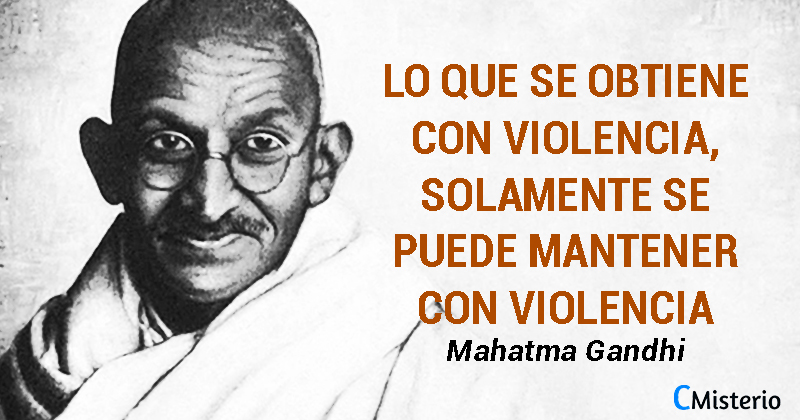 LO QUE SE OBTIENE
CON VIOLENCIA,
SOLAMENTE SE
PUEDE MANTENER
CON VIOLENCIA
Mahatma Gandhi
CMisterio